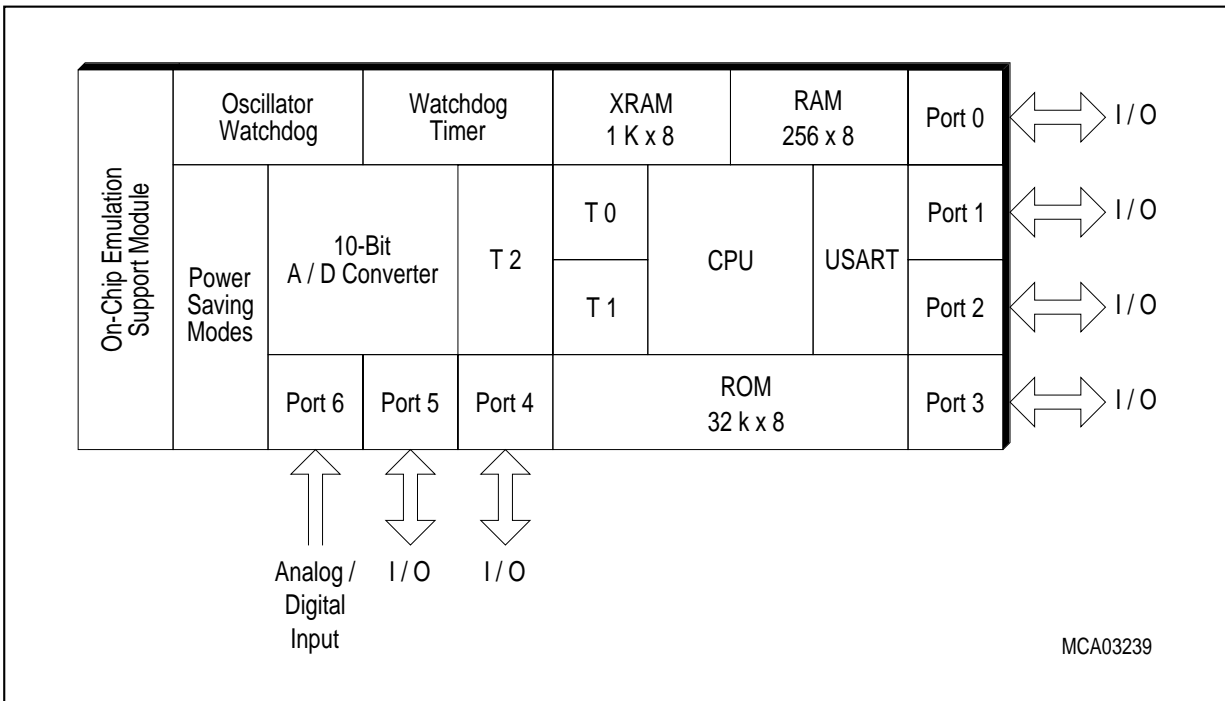 On-Chip Emulation
Support Module
Oscillator
Watchdog
Watchdog
Timer
XRAM
1 K x 8
RAM
256 x 8
Port 0
I / O
Power
Saving
Modes
10-Bit
A / D Converter
T 2
T 0
T 1
CPU
USART
Port 1
I / O
Port 2
I / O
Port 6
Port 5
Port 4
ROM
32 k x 8
Port 3
I / O
Analog /
Digital
Input
I / O
I / O
MCA03239